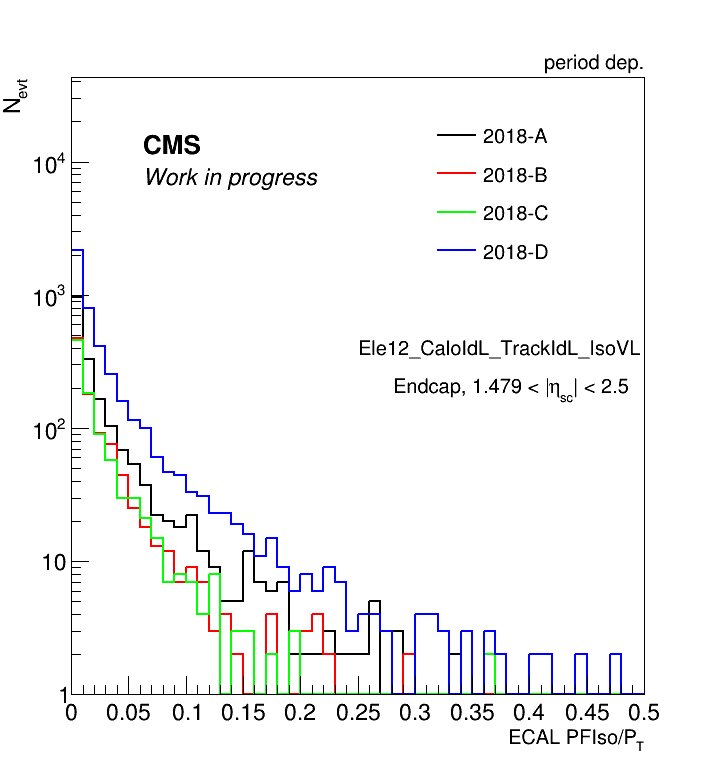 period dep.
N_evt
CMS
Work in progress
2018-A
2018-B
2018-C
2018-D
Ele12_CaloIdL_TrackIdL_IsoVL
Endcap, 1.479 < |η_sc| < 2.5
10^4
10^3
10^2
10
1
0 0.05 0.1 0.15 0.2 0.25 0.3 0.35 0.4 0.45 0.5
ECAL PFIso/P_T